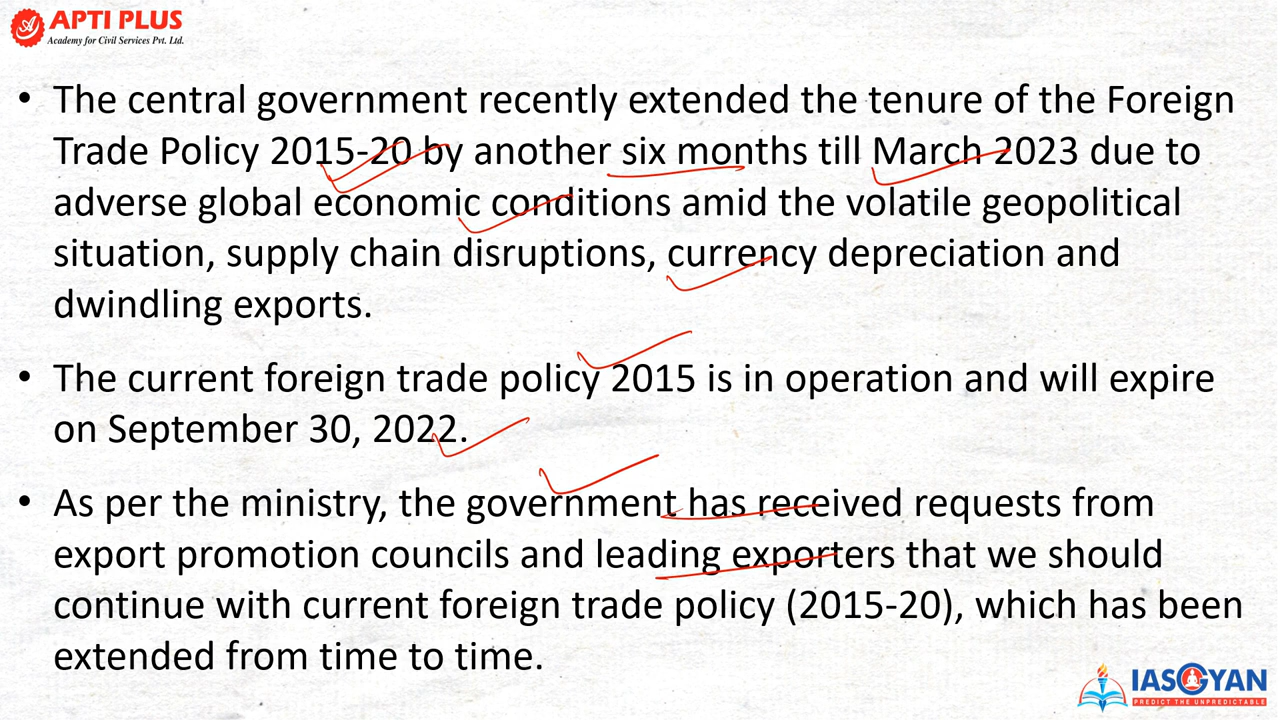 APTI PLUS
Academy for Civil Services Pvt. Ltd.
• The central government recently extended the tenure of the Foreign
Trade Policy 2015-20 by another six months till March 2023 due to
adverse global economic conditions amid the volatile geopolitical
situation, supply chain disruptions, currency depreciation and
dwindling exports.
• The current foreign trade policy 2015 is in operation and will expire
on September 30, 2022.
• As per the ministry, the government has received requests from
export promotion councils and leading exporters that we should
continue with current foreign trade policy (2015-20), which has been
extended from time to time.
IASGYAN
PREDICT THE UNPREDICTABLE